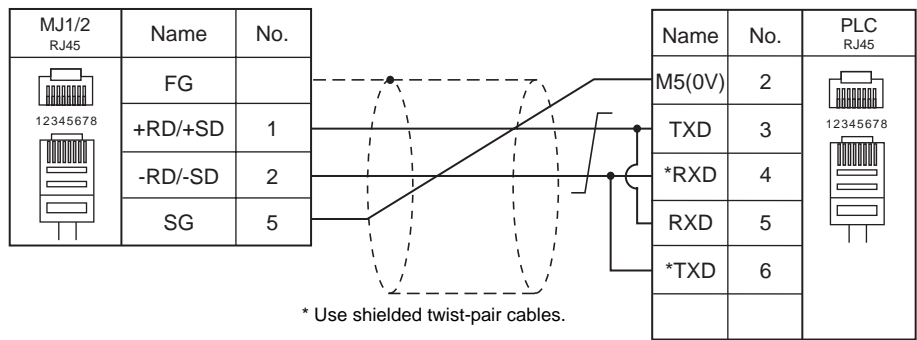 MJ1/2 Name No.
RJ45
FG
12345678
+RD/+SD 1
-RD/-SD 2
SG 5
Name No. PLC
RJ45
M5(0V) 2
12345678
TXD 3
*RXD 4
RXD 5
*TXD 6
* Use shielded twist-pair cables.